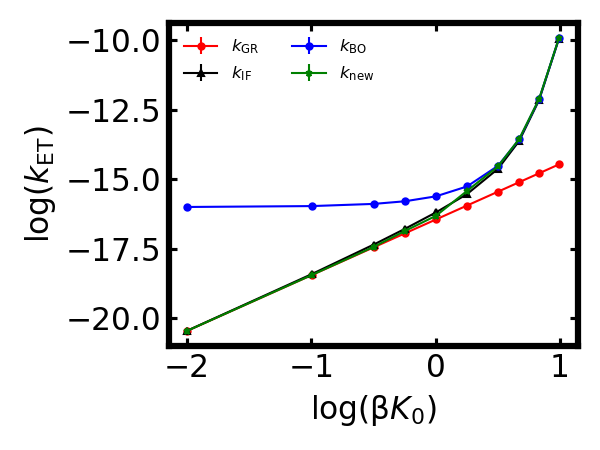 k_GR k_BO
k_IF k_new
−10.0
−12.5
−15.0
−17.5
−20.0
log(k_ET)
−2 −1 0 1
log(βK_0)